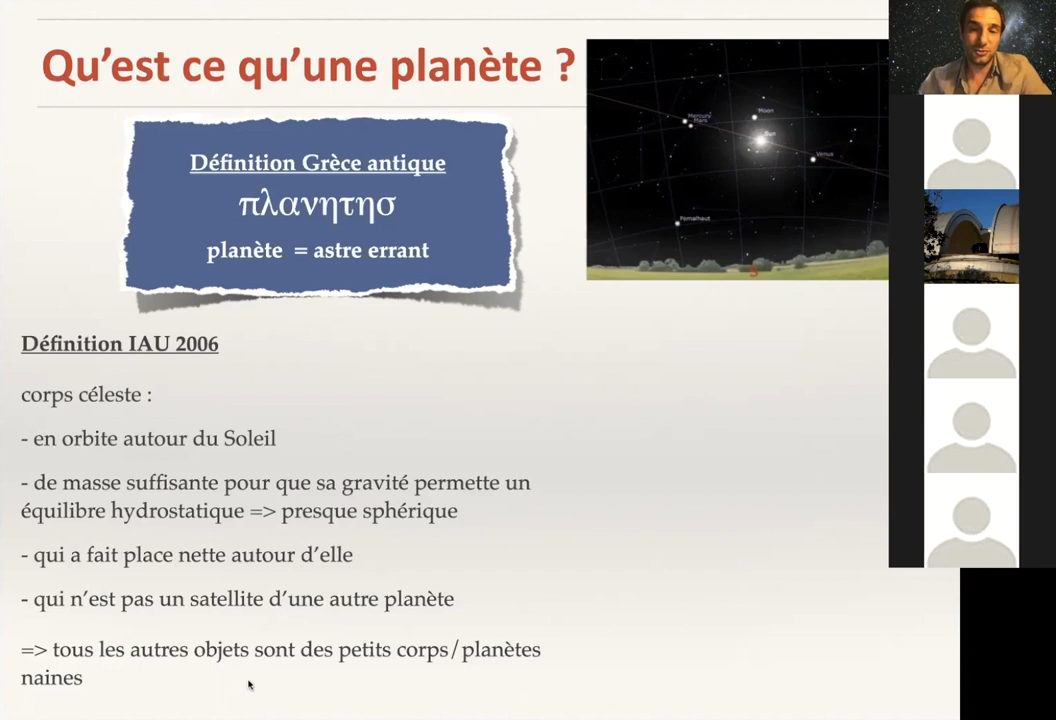 Qu’est ce qu’une planète ?
Définition Grèce antique
πλανητησ
planète = astre errant
Mercury
Mars
Moon
Sun
Venus
Fomalhaut
S
Définition IAU 2006
corps céleste :
- en orbite autour du Soleil
- de masse suffisante pour que sa gravité permette un
équilibre hydrostatique => presque sphérique
- qui a fait place nette autour d’elle
- qui n’est pas un satellite d’une autre planète
=> tous les autres objets sont des petits corps/planètes
naines